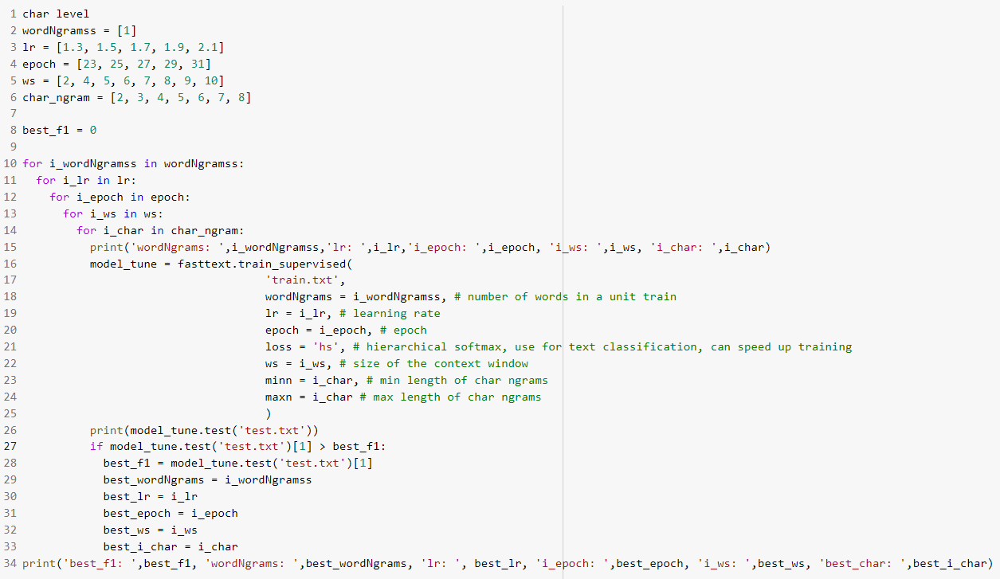 1 char level
2 wordNgramss = [1]
3 lr = [1.3, 1.5, 1.7, 1.9, 2.1]
4 epoch = [23, 25, 27, 29, 31]
5 ws = [2, 4, 5, 6, 7, 8, 9, 10]
6 char_ngram = [2, 3, 4, 5, 6, 7, 8]
7
8 best_f1 = 0
9
10 for i_wordNgramss in wordNgramss:
11   for i_lr in lr:
12     for i_epoch in epoch:
13       for i_ws in ws:
14         for i_char in char_ngram:
15           print('wordNgrams: ',i_wordNgramss,'lr: ',i_lr,'i_epoch: ',i_epoch, 'i_ws: ',i_ws, 'i_char: ',i_char)
16           model_tune = fasttext.train_supervised(
17                                     'train.txt',
18                                     wordNgrams = i_wordNgramss, # number of words in a unit train
19                                     lr = i_lr, # learning rate
20                                     epoch = i_epoch, # epoch
21                                     loss = 'hs', # hierarchical softmax, use for text classification, can speed up training
22                                     ws = i_ws, # size of the context window
23                                     minn = i_char, # min length of char ngrams
24                                     maxn = i_char # max length of char ngrams
25                                     )
26           print(model_tune.test('test.txt'))
27           if model_tune.test('test.txt')[1] > best_f1:
28             best_f1 = model_tune.test('test.txt')[1]
29             best_wordNgrams = i_wordNgramss
30             best_lr = i_lr
31             best_epoch = i_epoch
32             best_ws = i_ws
33             best_i_char = i_char
34 print('best_f1: ',best_f1, 'wordNgrams: ',best_wordNgrams, 'lr: ', best_lr, 'i_epoch: ',best_epoch, 'i_ws: ',best_ws, 'best_char: ',best_i_char)